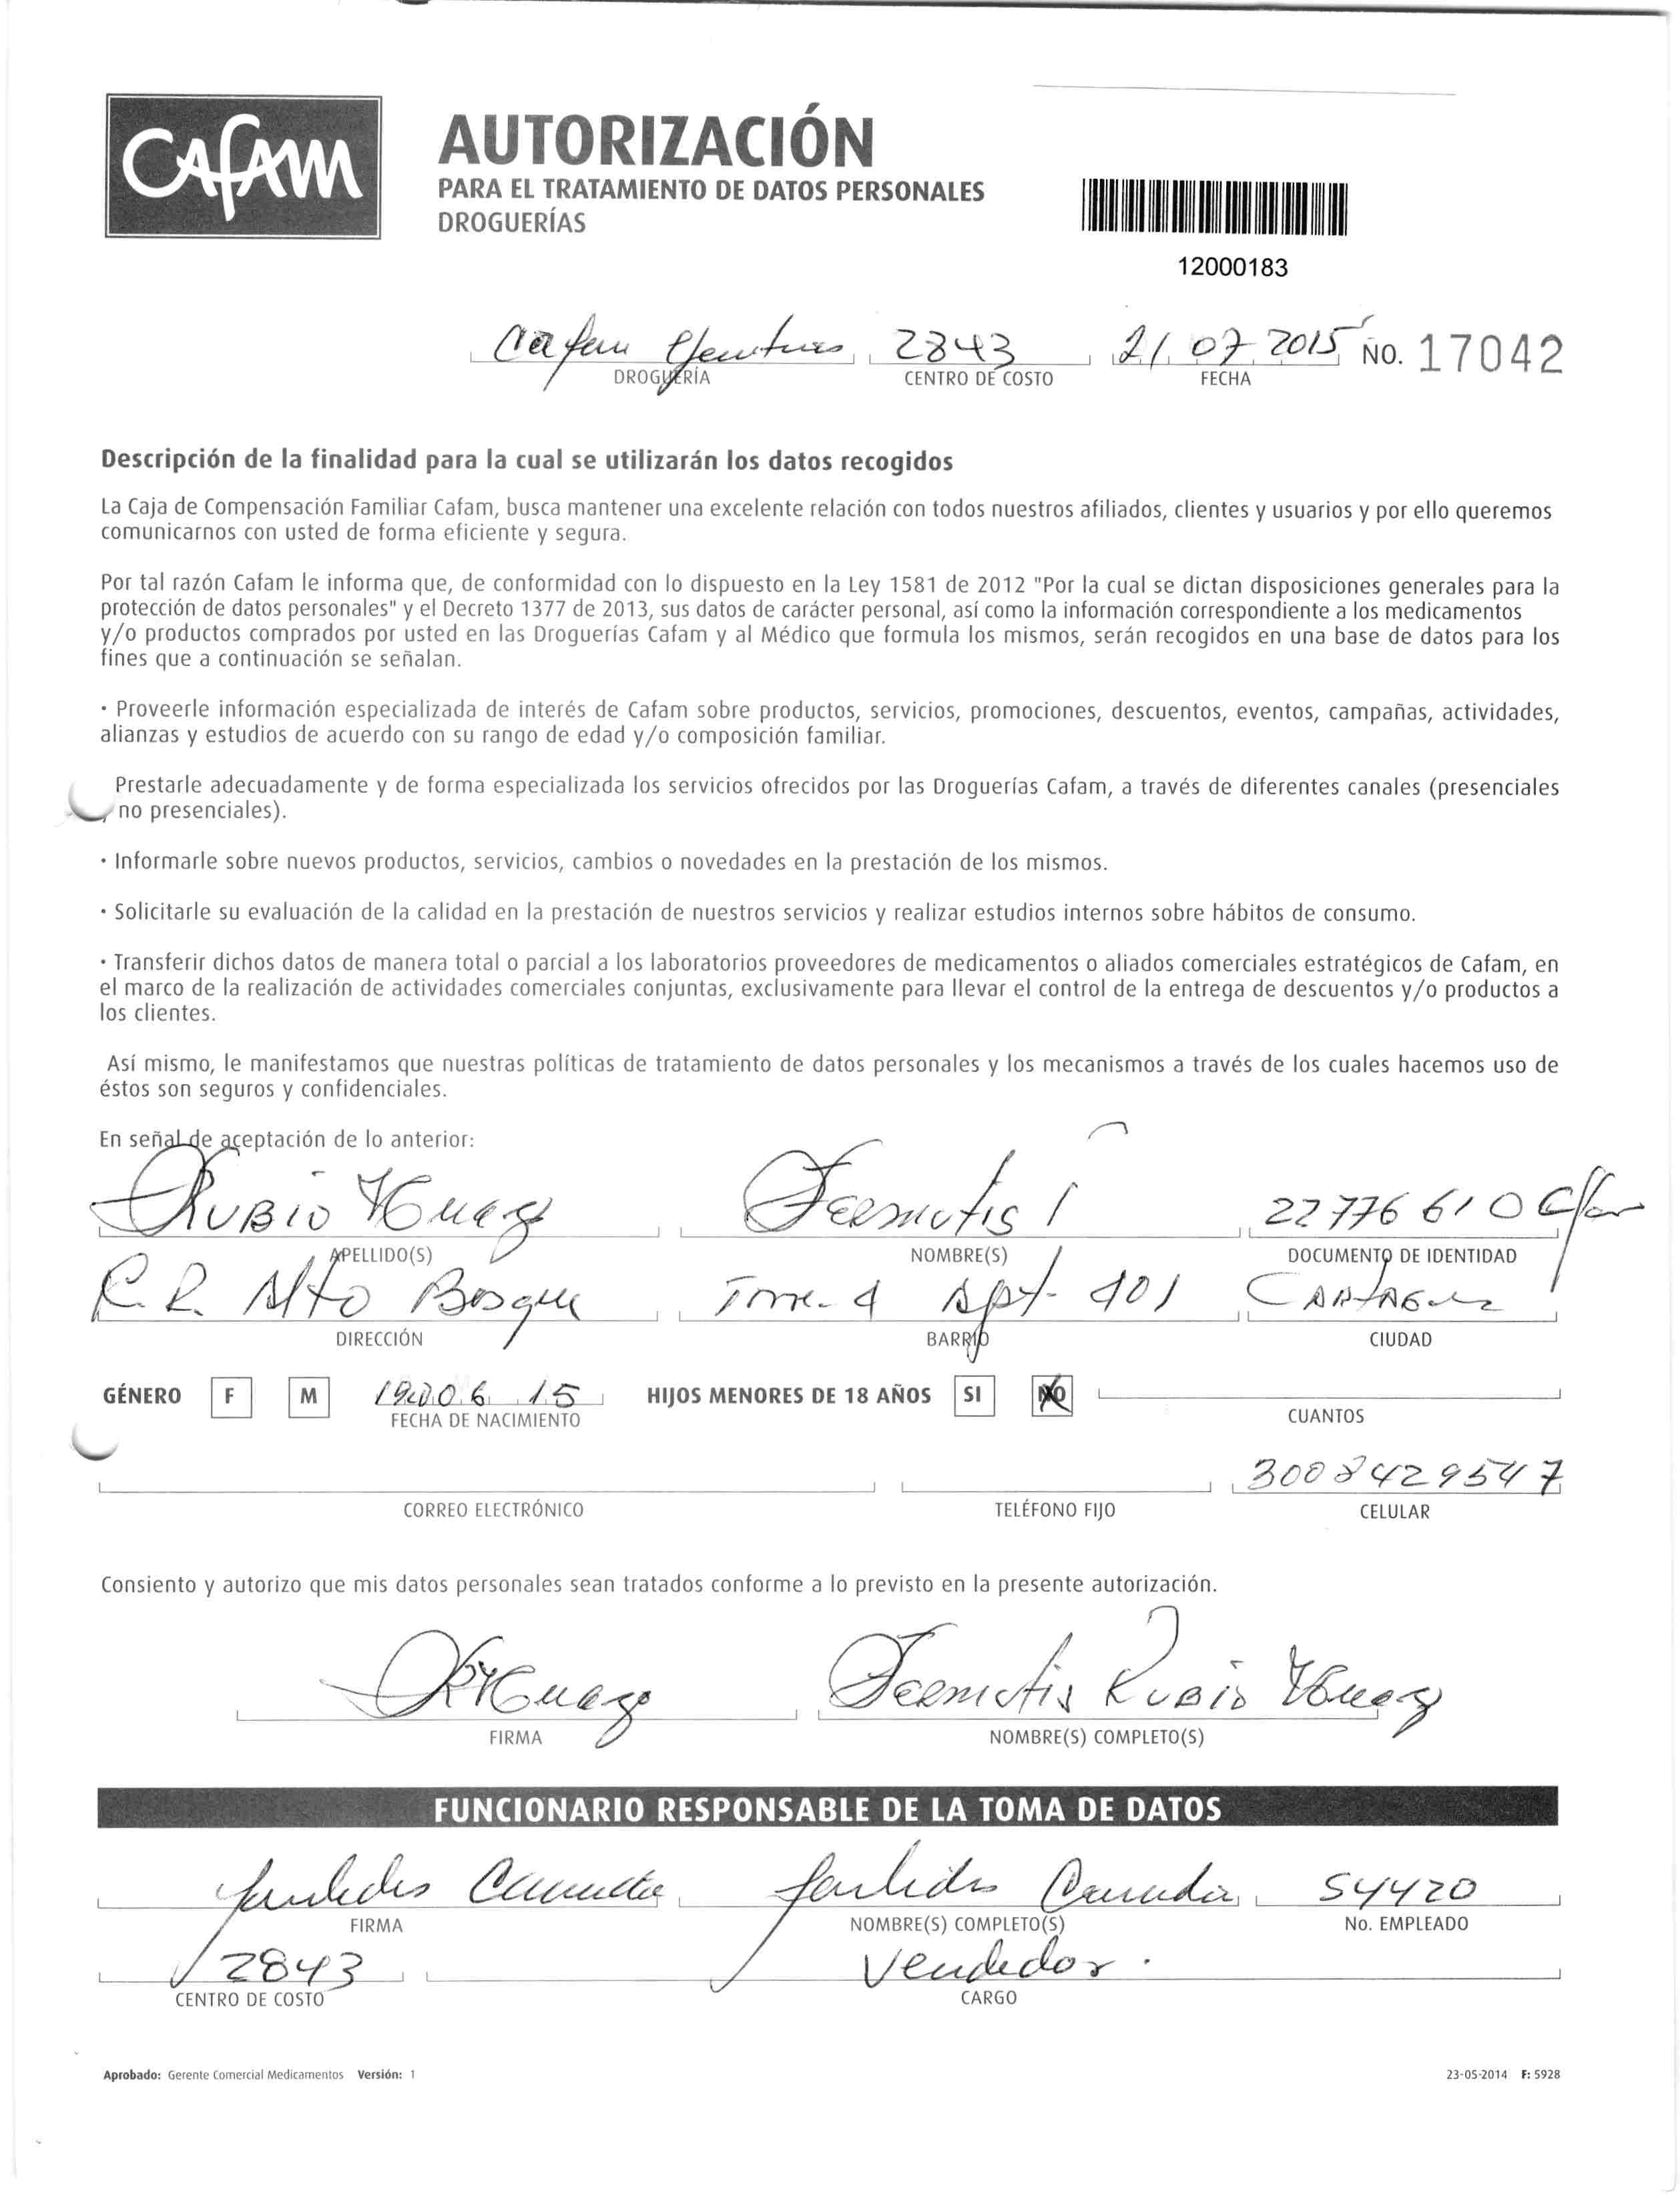 CAFAM
AUTORIZACIÓN
PARA EL TRATAMIENTO DE DATOS PERSONALES
DROGUERÍAS
12000183
Cafam 2843 21 07 2015 No. 17042
DROGUERÍA CENTRO DE COSTO FECHA
Descripción de la finalidad para la cual se utilizarán los datos recogidos
La Caja de Compensación Familiar Cafam, busca mantener una excelente relación con todos nuestros afiliados, clientes y usuarios y por ello queremos
comunicarnos con usted de forma eficiente y segura.
Por tal razón Cafam le informa que, de conformidad con lo dispuesto en la Ley 1581 de 2012 "Por la cual se dictan disposiciones generales para la
protección de datos personales" y el Decreto 1377 de 2013, sus datos de carácter personal, así como la información correspondiente a los medicamentos
y/o productos comprados por usted en las Droguerías Cafam y al Médico que formula los mismos, serán recogidos en una base de datos para los
fines que a continuación se señalan.
· Proveerle información especializada de interés de Cafam sobre productos, servicios, promociones, descuentos, eventos, campañas, actividades,
alianzas y estudios de acuerdo con su rango de edad y/o composición familiar.
Prestarle adecuadamente y de forma especializada los servicios ofrecidos por las Droguerías Cafam, a través de diferentes canales (presenciales
no presenciales).
· Informarle sobre nuevos productos, servicios, cambios o novedades en la prestación de los mismos.
· Solicitarle su evaluación de la calidad en la prestación de nuestros servicios y realizar estudios internos sobre hábitos de consumo.
· Transferir dichos datos de manera total o parcial a los laboratorios proveedores de medicamentos o aliados comerciales estratégicos de Cafam, en
el marco de la realización de actividades comerciales conjuntas, exclusivamente para llevar el control de la entrega de descuentos y/o productos a
los clientes.
Así mismo, le manifestamos que nuestras políticas de tratamiento de datos personales y los mecanismos a través de los cuales hacemos uso de
éstos son seguros y confidenciales.
En señal de aceptación de lo anterior:
Rubio 22776610
APELLIDO(S) NOMBRE(S) DOCUMENTO DE IDENTIDAD
C.R. Alto Bosque Torre. 4 Apt. 401 Cartagena
DIRECCIÓN BARRIO CIUDAD
GÉNERO F M 06 15 HIJOS MENORES DE 18 AÑOS SI NO
FECHA DE NACIMIENTO CUANTOS
3008429547
CORREO ELECTRÓNICO TELÉFONO FIJO CELULAR
Consiento y autorizo que mis datos personales sean tratados conforme a lo previsto en la presente autorización.
Rubio
FIRMA NOMBRE(S) COMPLETO(S)
FUNCIONARIO RESPONSABLE DE LA TOMA DE DATOS
54420
FIRMA NOMBRE(S) COMPLETO(S) No. EMPLEADO
2843 Vendedor.
CENTRO DE COSTO CARGO
Aprobado: Gerente Comercial Medicamentos Versión: 1 23-05-2014 F: 5928